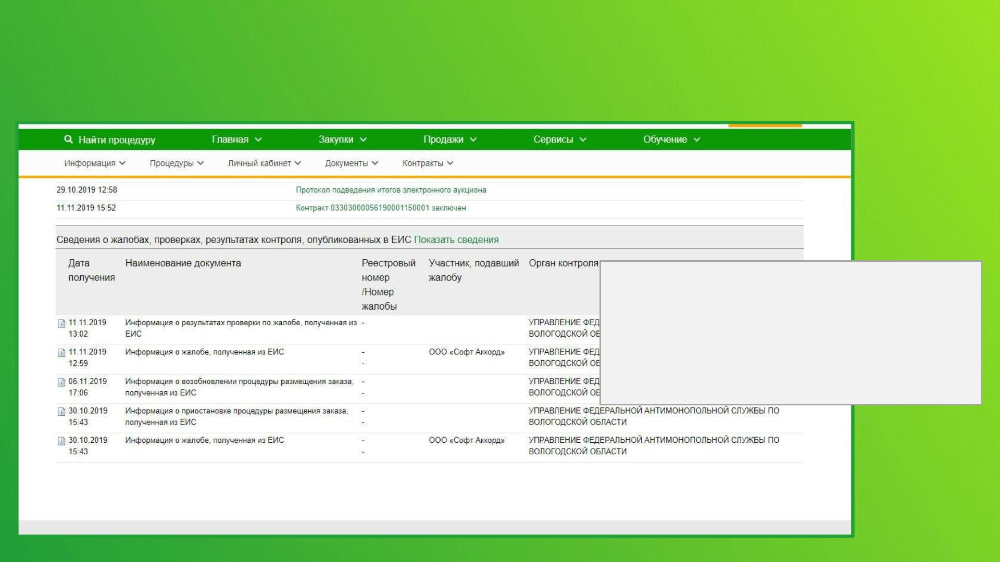 Найти процедуру Главная Закупки Продажи Сервисы Обучение
Информация Процедуры Личный кабинет Документы Контракты
29.10.2019 12:58 Протокол подведения итогов электронного аукциона
11.11.2019 15:52 Контракт 03303000056190001150001 заключен
Сведения о жалобах, проверках, результатах контроля, опубликованных в ЕИС Показать сведения
Дата Наименование документа Реестровый Участник, подавший Орган контроля
получения номер жалобу
/Номер
жалобы
11.11.2019 Информация о результатах проверки по жалобе, полученная из - УПРАВЛЕНИЕ ФЕД
13:02 ЕИС ВОЛОГОДСКОЙ ОБ
11.11.2019 Информация о жалобе, полученная из ЕИС - ООО «Софт Аккорд» УПРАВЛЕНИЕ ФЕД
12:59 - ВОЛОГОДСКОЙ ОБ
06.11.2019 Информация о возобновлении процедуры размещения заказа, - УПРАВЛЕНИЕ ФЕД
17:06 полученная из ЕИС - ВОЛОГОДСКОЙ ОБ
30.10.2019 Информация о приостановке процедуры размещения заказа, - УПРАВЛЕНИЕ ФЕДЕРАЛЬНОЙ АНТИМОНОПОЛЬНОЙ СЛУЖБЫ ПО
15:43 полученная из ЕИС - ВОЛОГОДСКОЙ ОБЛАСТИ
30.10.2019 Информация о жалобе, полученная из ЕИС - ООО «Софт Аккорд» УПРАВЛЕНИЕ ФЕДЕРАЛЬНОЙ АНТИМОНОПОЛЬНОЙ СЛУЖБЫ ПО
15:43 - ВОЛОГОДСКОЙ ОБЛАСТИ